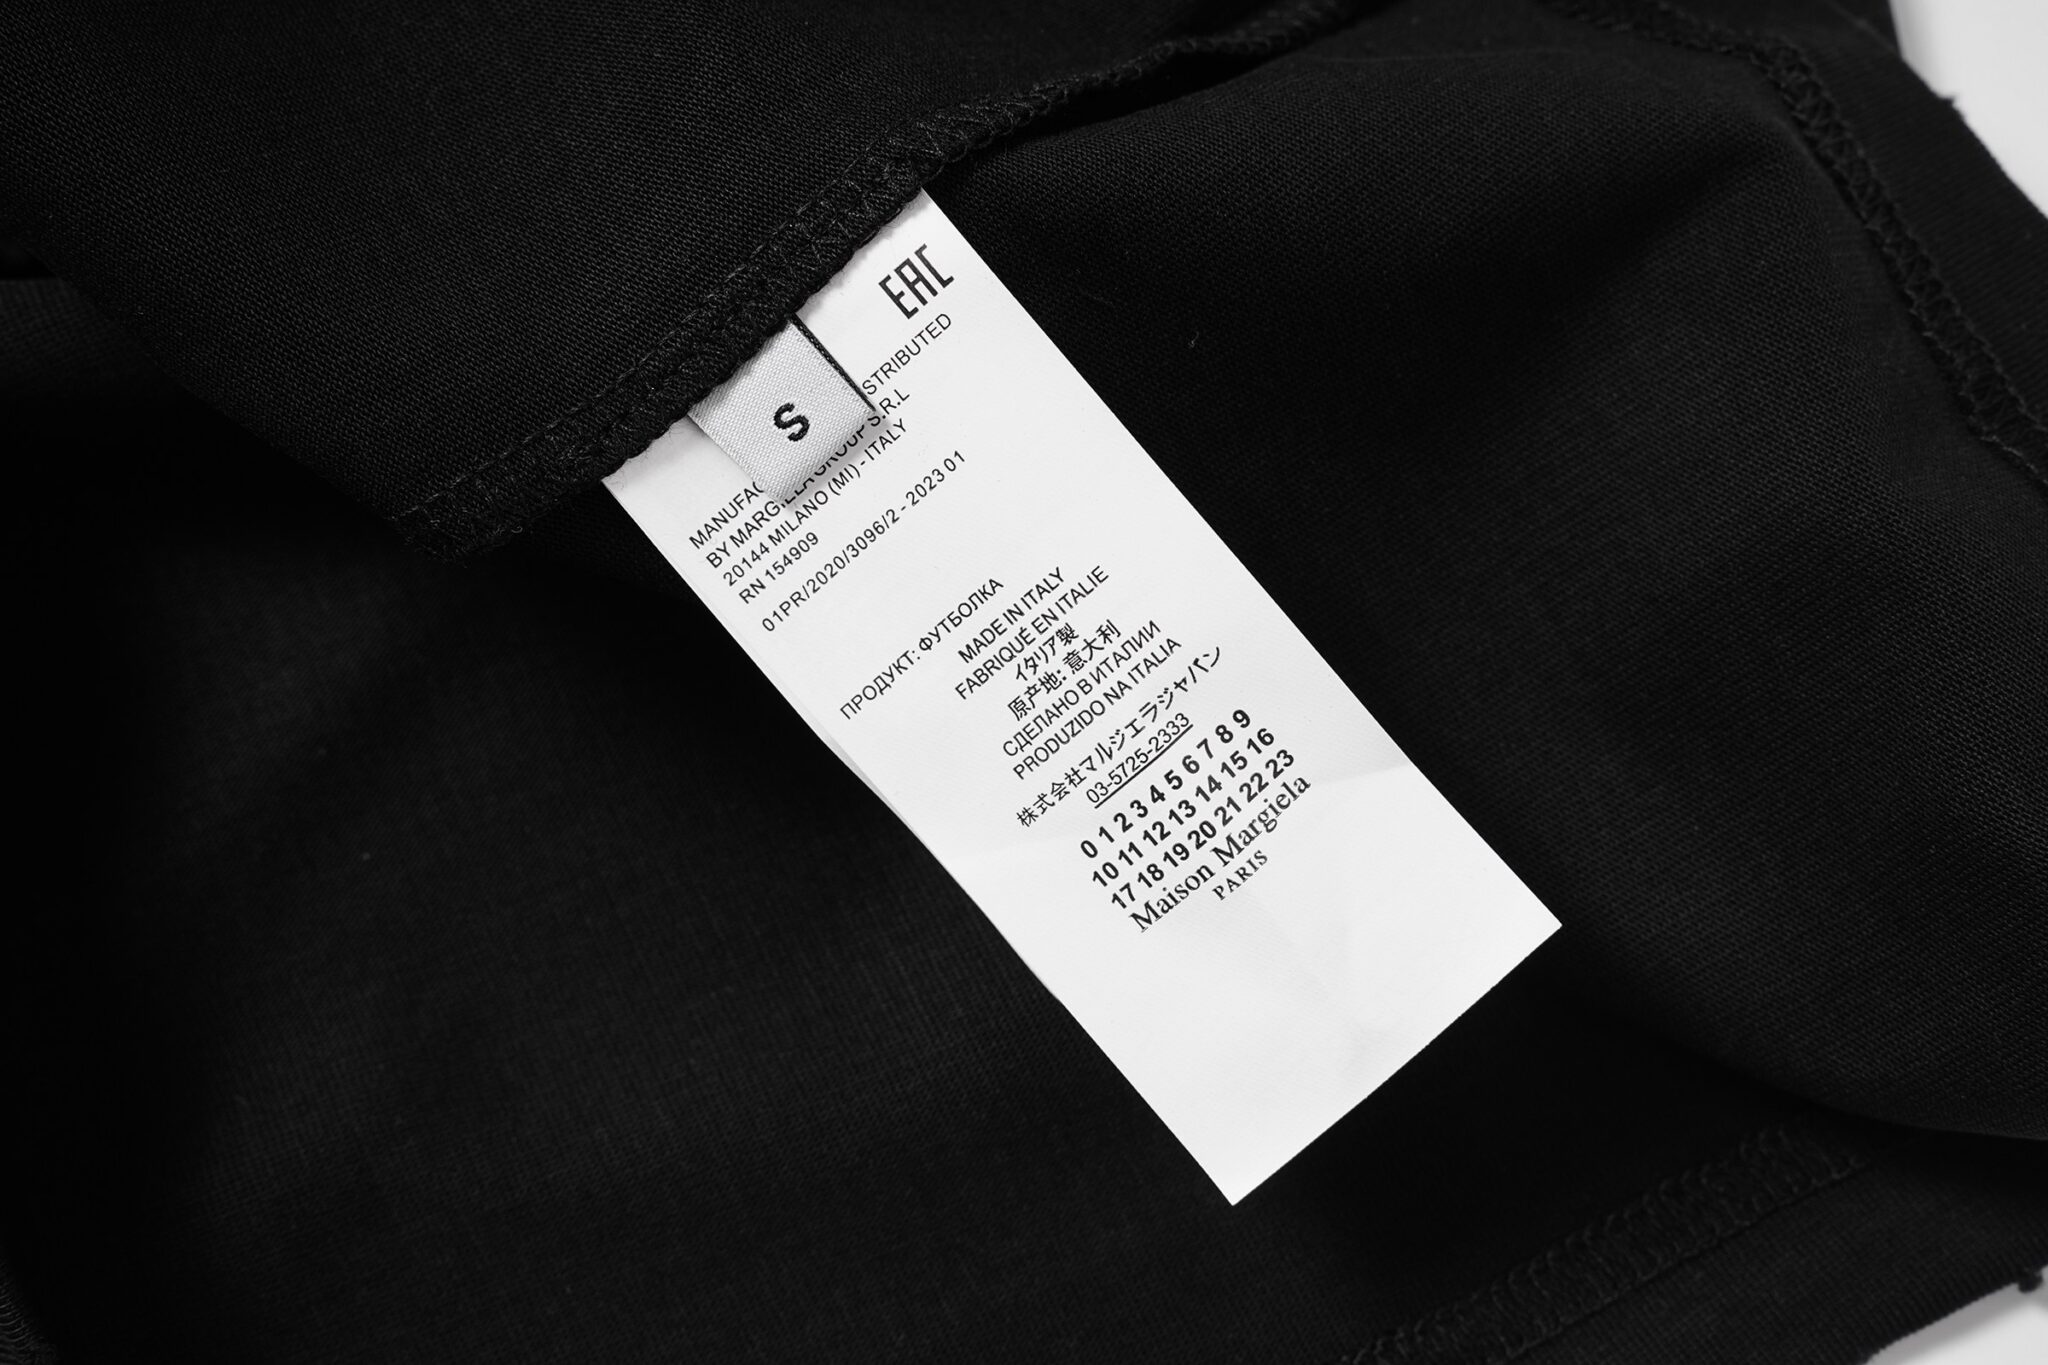 EAC
S
STRIBUTED
BY MARGIELA GROUP S.R.L
20144 MILANO (MI) - ITALY
RN 154909
01PR/2020/3096/2 - 2023 01
ПРОДУКТ: ФУТБОЛКА
MADE IN ITALY
FABRIQUÉ EN ITALIE
イタリア製
原产地: 意大利
СДЕЛАНО В ИТАЛИИ
PRODUZIDO NA ITALIA
株式会社マルジェラジャパン
03-5725-2333
0 1 2 3 4 5 6 7 8 9
10 11 12 13 14 15 16
17 18 19 20 21 22 23
Maison Margiela
PARIS